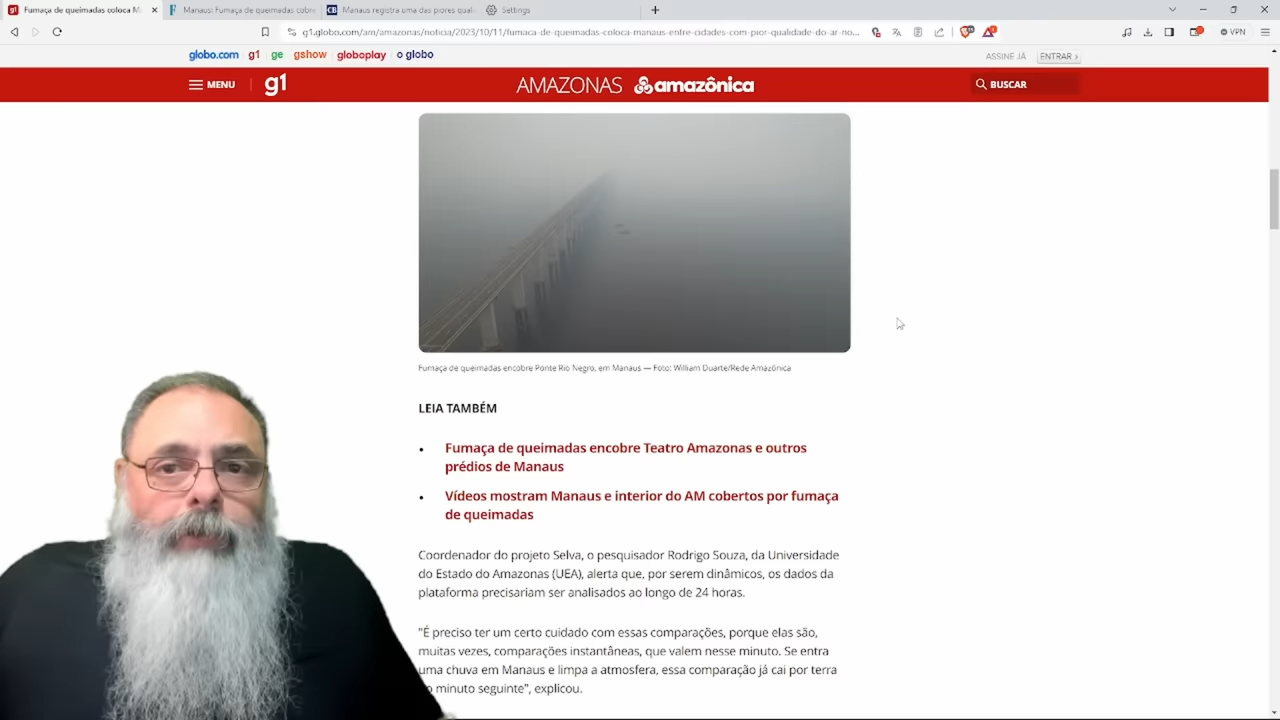 Fumaça de queimadas coloca M
Manaus: Fumaça de queimadas cobre
CB Manaus registra uma das piores qual
Settings
g1.globo.com/am/amazonas/noticia/2023/10/11/fumaca-de-queimadas-coloca-manaus-entre-cidades-com-pior-qualidade-do-ar-no...
VPN
globo.com g1 ge gshow globoplay o globo
ASSINE JÁ ENTRAR ›
MENU g1 AMAZONAS amazônica BUSCAR
Fumaça de queimadas encobre Ponte Rio Negro, em Manaus — Foto: William Duarte/Rede Amazônica
LEIA TAMBÉM
• Fumaça de queimadas encobre Teatro Amazonas e outros
prédios de Manaus
• Vídeos mostram Manaus e interior do AM cobertos por fumaça
de queimadas
Coordenador do projeto Selva, o pesquisador Rodrigo Souza, da Universidade
do Estado do Amazonas (UEA), alerta que, por serem dinâmicos, os dados da
plataforma precisariam ser analisados ao longo de 24 horas.
"É preciso ter um certo cuidado com essas comparações, porque elas são,
muitas vezes, comparações instantâneas, que valem nesse minuto. Se entra
uma chuva em Manaus e limpa a atmosfera, essa comparação já cai por terra
o minuto seguinte", explicou.